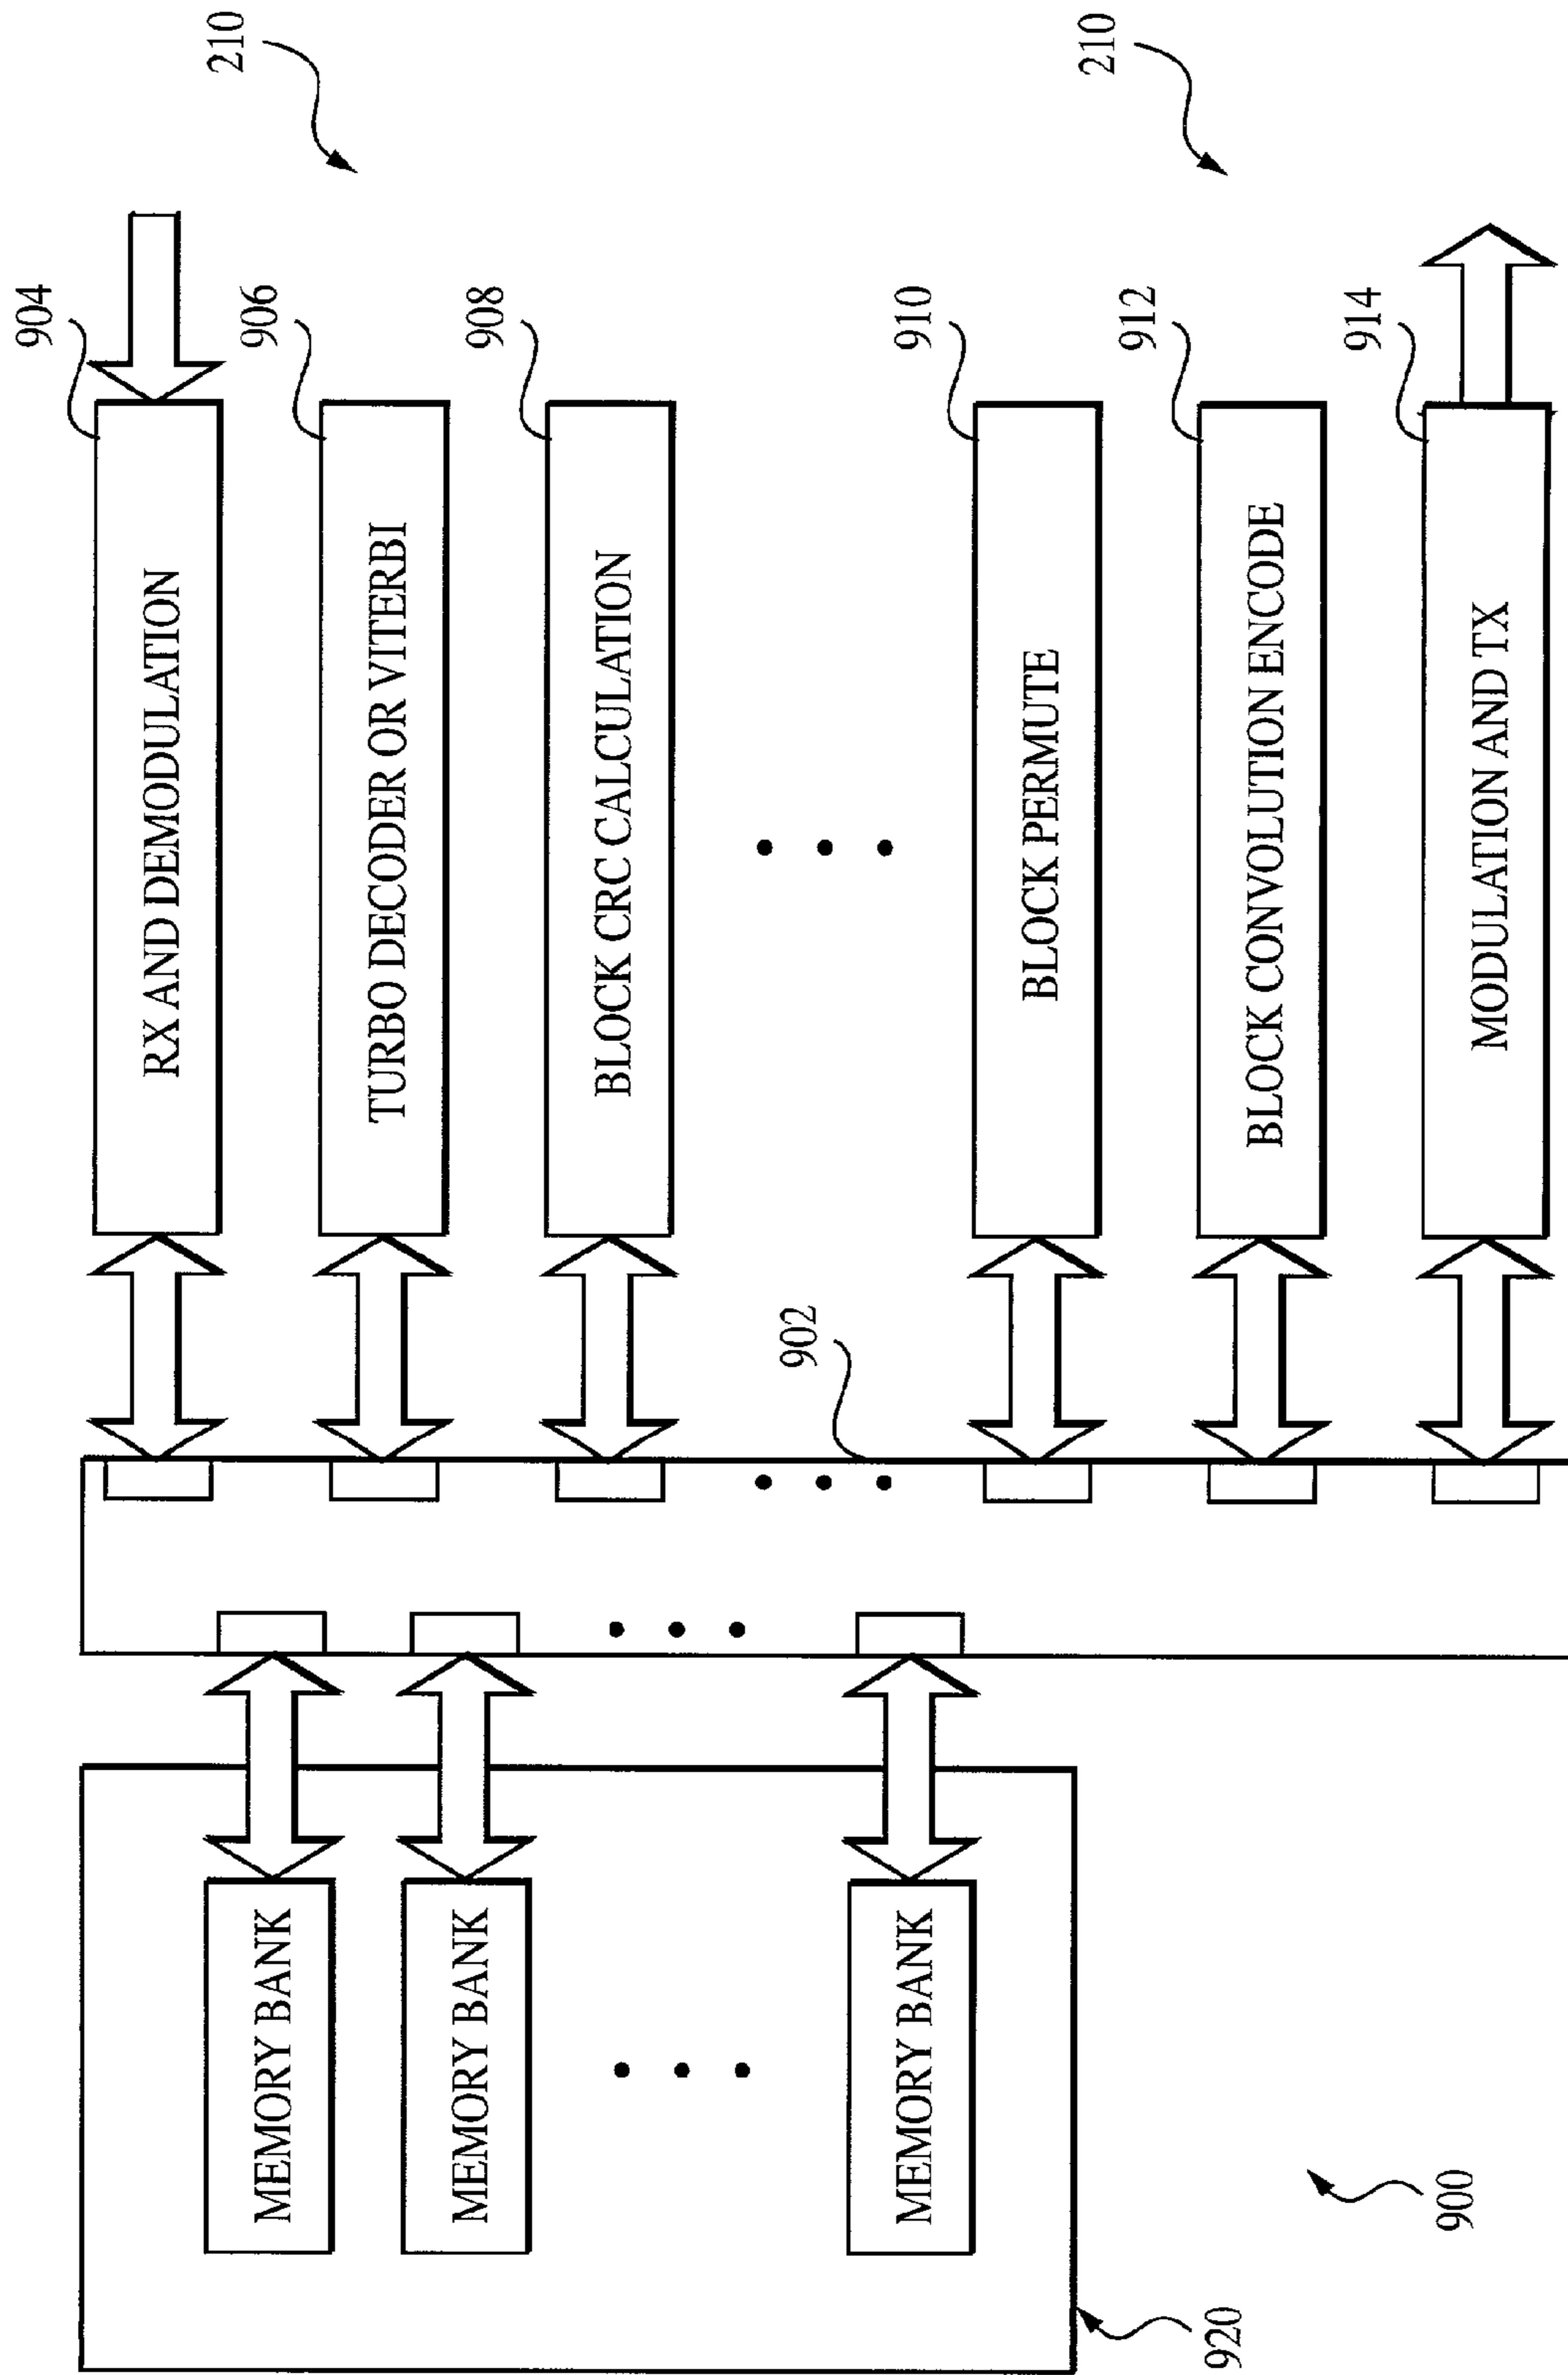 210
210
904
906
908
910
912
914
RX AND DEMODULATION
TURBO DECODER OR VITERBI
BLOCK CRC CALCULATION
BLOCK PERMUTE
BLOCK CONVOLUTION ENCODE
MODULATION AND TX
902
MEMORY BANK
MEMORY BANK
MEMORY BANK
900
920